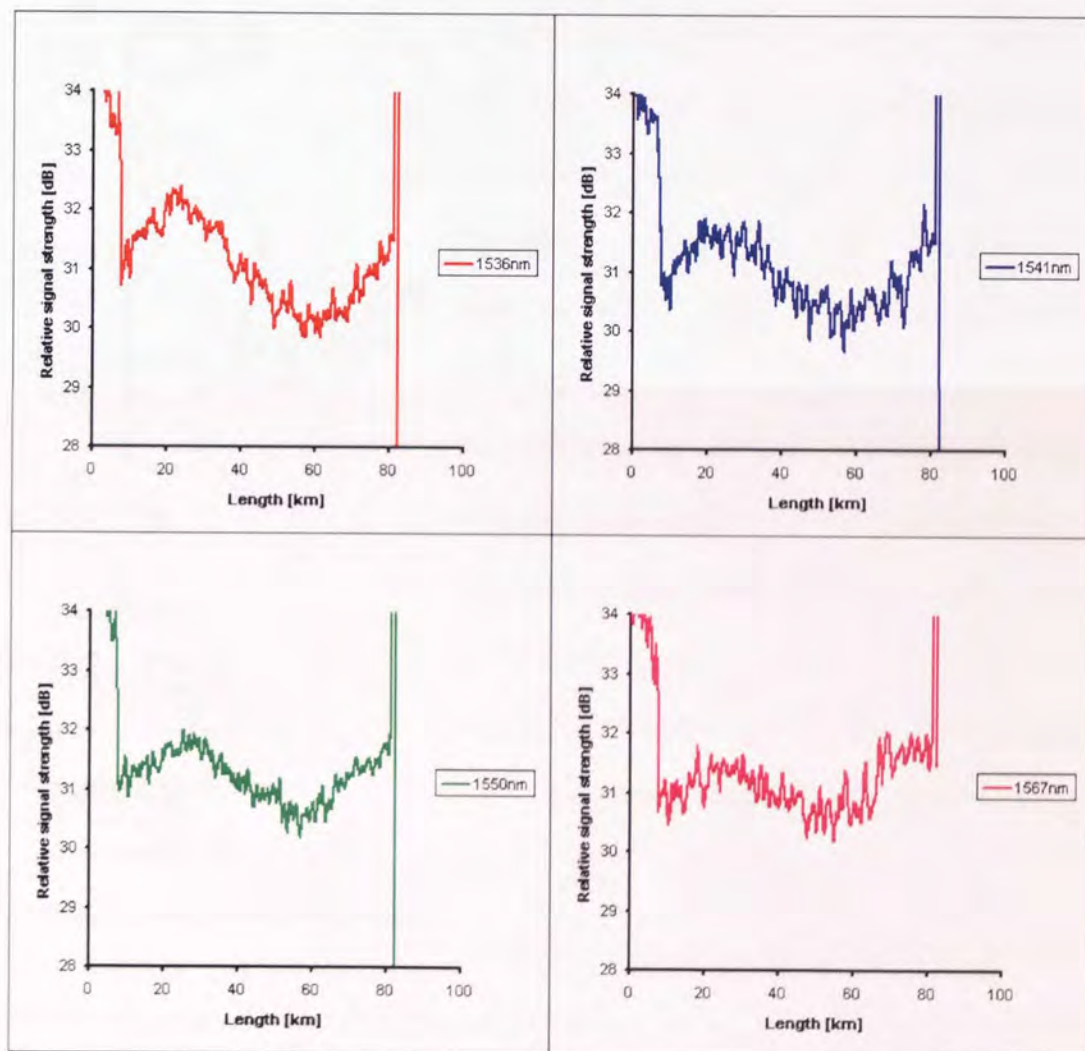 34
33
32
31
30
29
28
0 20 40 60 80 100
Relative signal strength [dB]
Length [km]
1536nm
34
33
32
31
30
29
28
0 20 40 60 80 100
Relative signal strength [dB]
Length [km]
1541nm
34
33
32
31
30
29
28
0 20 40 60 80 100
Relative signal strength [dB]
Length [km]
1550nm
34
33
32
31
30
29
28
0 20 40 60 80 100
Relative signal strength [dB]
Length [km]
1567nm